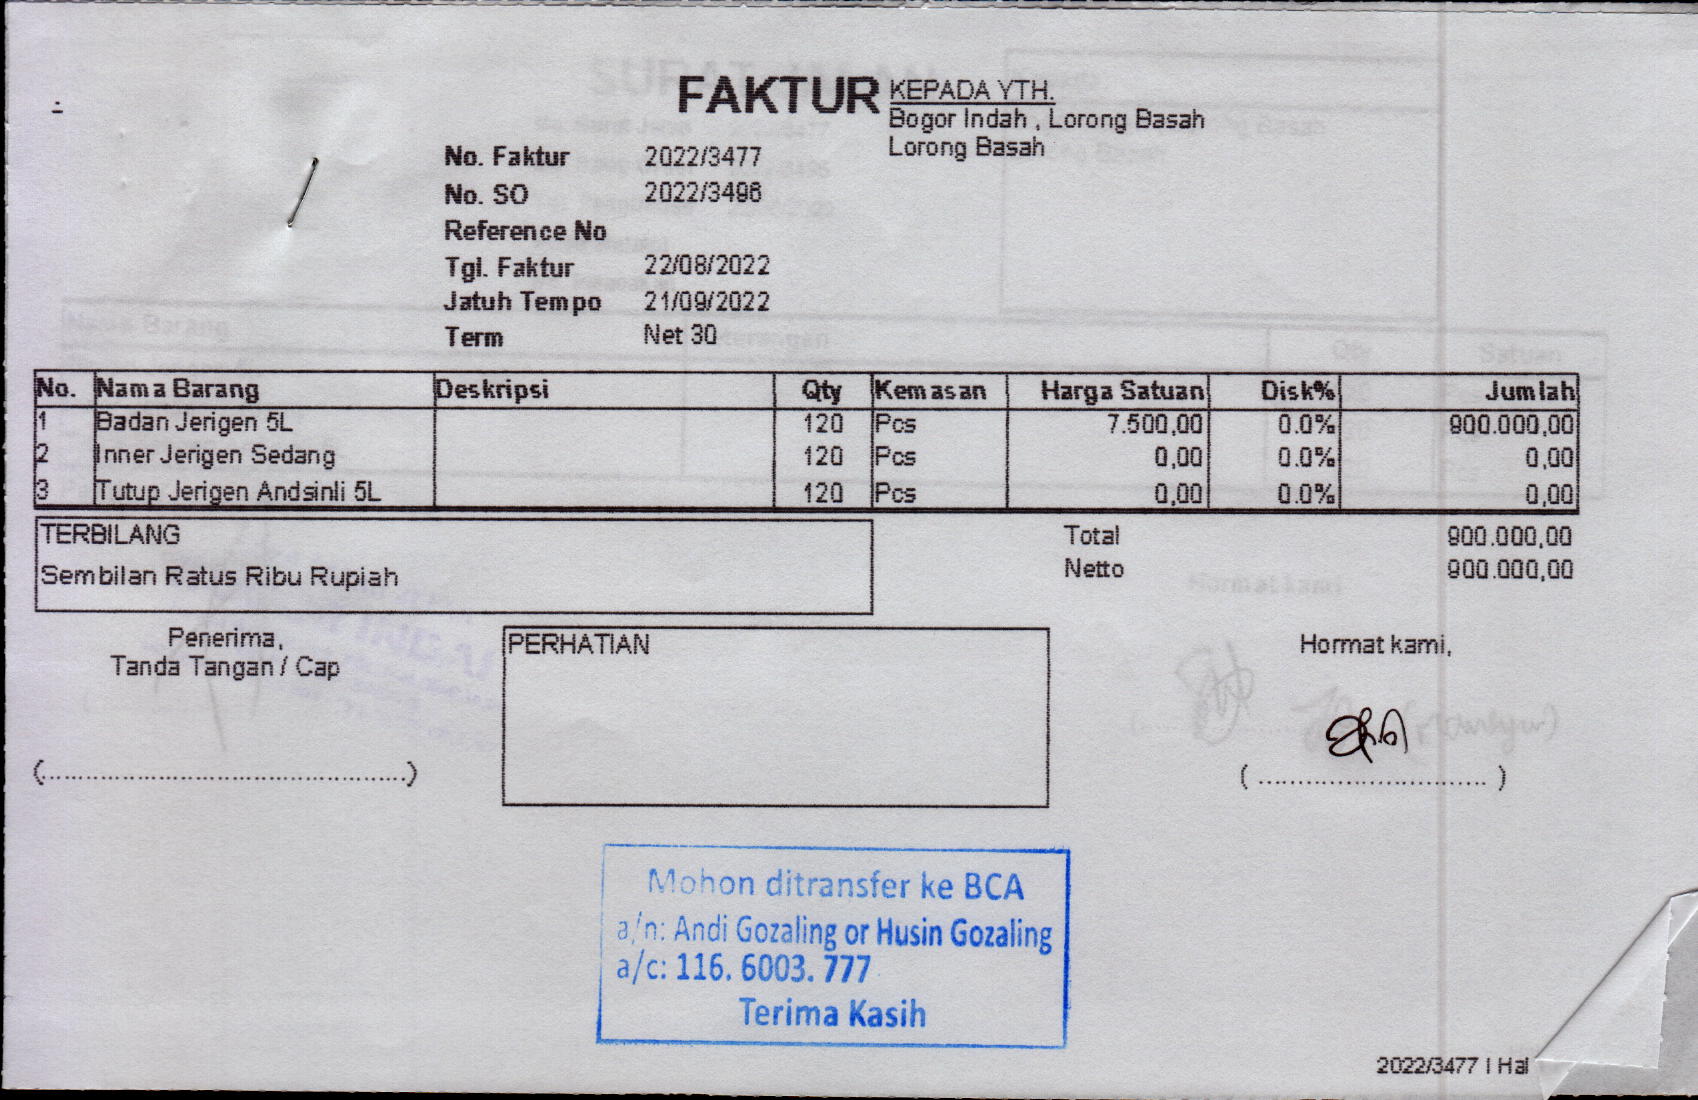 FAKTUR
KEPADA YTH.
Bogor Indah , Lorong Basah
Lorong Basah
No. Faktur 2022/3477
No. SO 2022/3496
Reference No
Tgl. Faktur 22/08/2022
Jatuh Tempo 21/09/2022
Term Net 30
No. Nama Barang Deskripsi Qty Kemasan Harga Satuan Disk% Jumlah
1 Badan Jerigen 5L 120 Pcs 7.500,00 0.0% 900.000,00
2 Inner Jerigen Sedang 120 Pcs 0,00 0.0% 0,00
3 Tutup Jerigen Andsinli 5L 120 Pcs 0,00 0.0% 0,00
TERBILANG
Sembilan Ratus Ribu Rupiah
Total 900.000,00
Netto 900.000,00
Penerima,
Tanda Tangan / Cap
(................................................)
PERHATIAN
Hormat kami,
( .............................. )
Mohon ditransfer ke BCA
a/n: Andi Gozaling or Husin Gozaling
a/c: 116. 6003. 777
Terima Kasih
2022/3477 | Hal